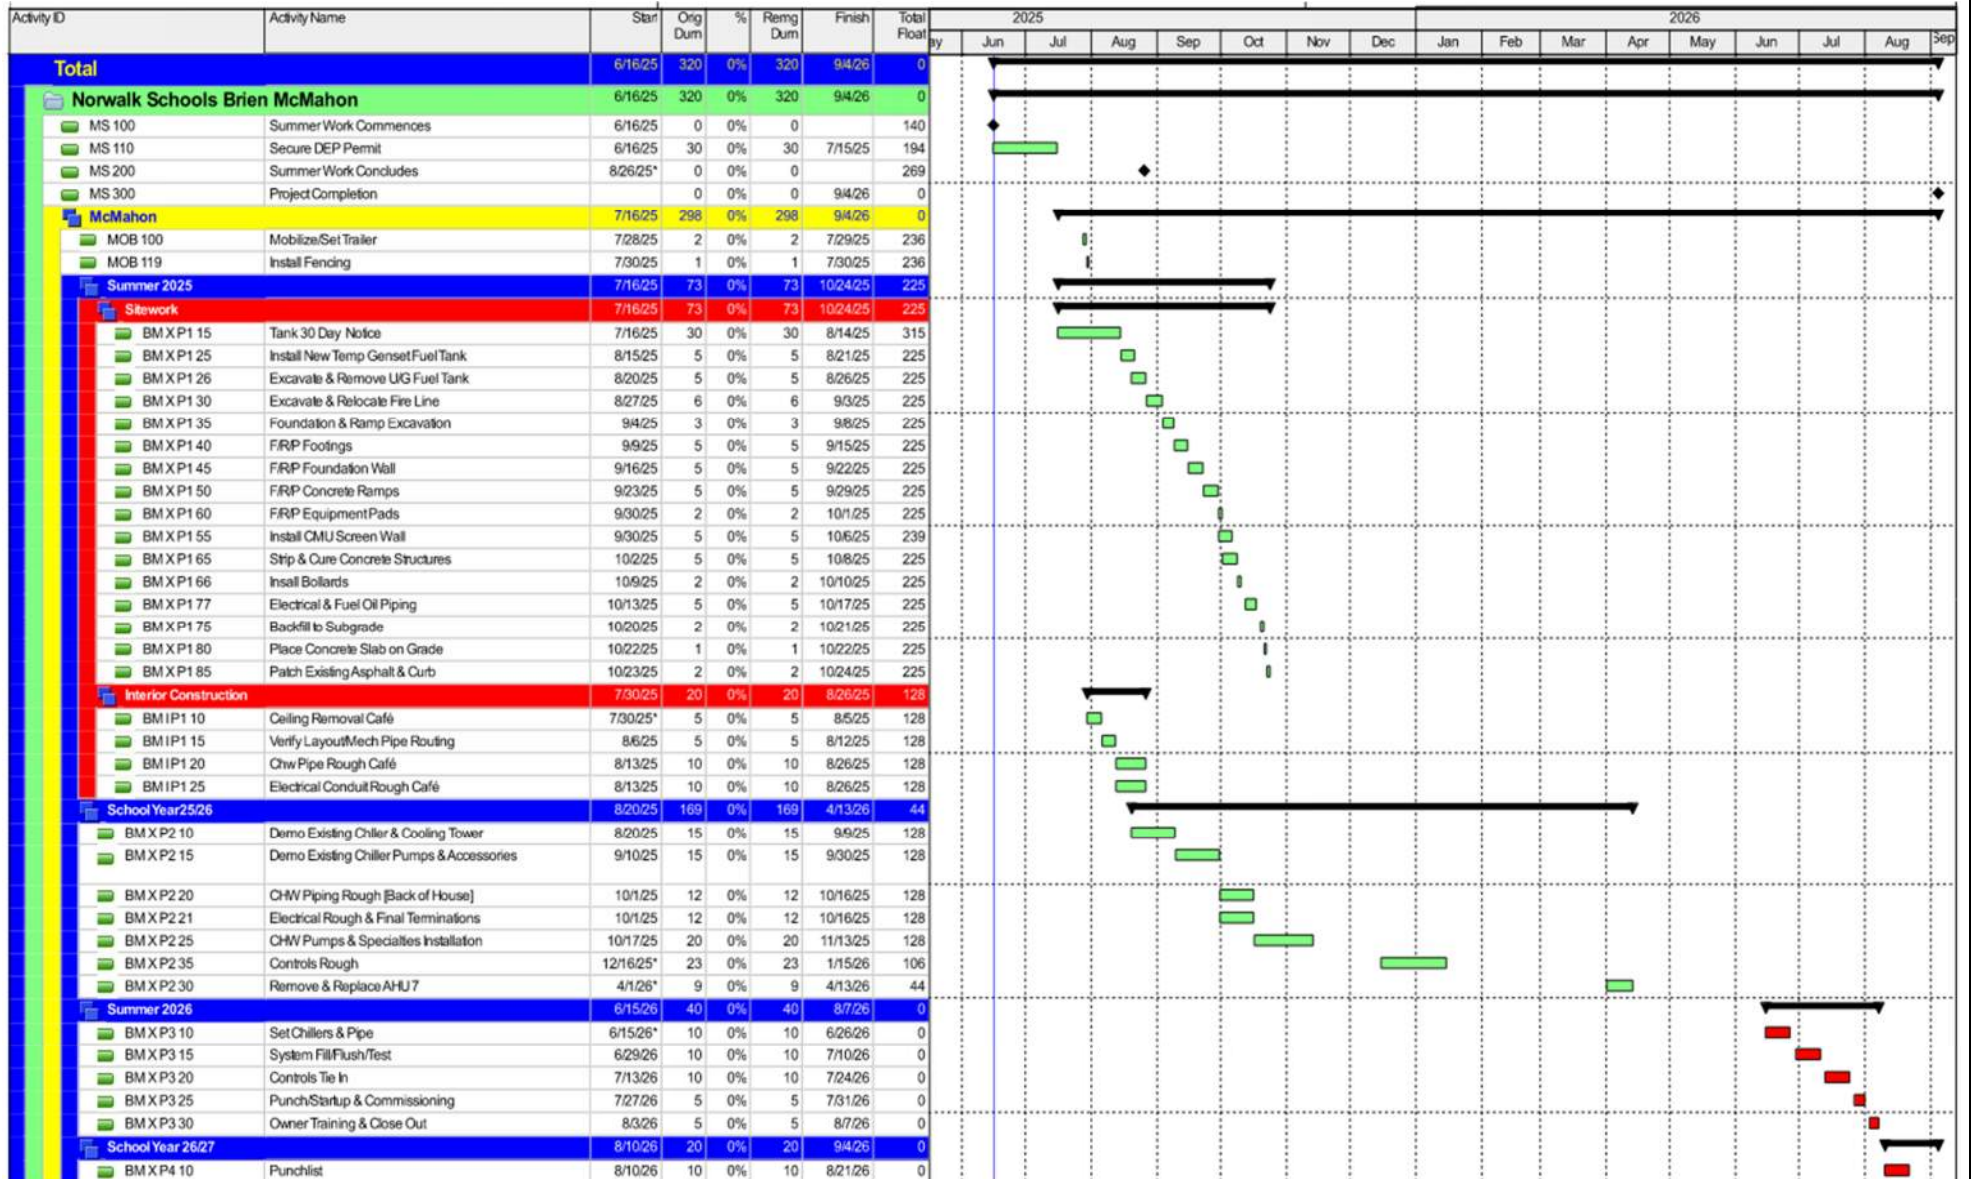 Activity ID Activity Name Start Orig Durn % Remg Durn Finish Total Float 2025 2026
ay Jun Jul Aug Sep Oct Nov Dec Jan Feb Mar Apr May Jun Jul Aug Sep
Total 6/16/25 320 0% 320 9/4/26 0
Norwalk Schools Brien McMahon 6/16/25 320 0% 320 9/4/26 0
MS 100 Summer Work Commences 6/16/25 0 0% 0 140
MS 110 Secure DEP Permit 6/16/25 30 0% 30 7/15/25 194
MS 200 Summer Work Concludes 8/26/25* 0 0% 0 269
MS 300 Project Completion 0 0% 0 9/4/26 0
McMahon 7/16/25 298 0% 298 9/4/26 0
MOB 100 Mobilize/Set Trailer 7/28/25 2 0% 2 7/29/25 236
MOB 119 Install Fencing 7/30/25 1 0% 1 7/30/25 236
Summer 2025 7/16/25 73 0% 73 10/24/25 225
Sitework 7/16/25 73 0% 73 10/24/25 225
BMXP1 15 Tank 30 Day Notice 7/16/25 30 0% 30 8/14/25 315
BMXP1 25 Install New Temp Genset Fuel Tank 8/15/25 5 0% 5 8/21/25 225
BMXP1 26 Excavate & Remove U/G Fuel Tank 8/20/25 5 0% 5 8/26/25 225
BMXP1 30 Excavate & Relocate Fire Line 8/27/25 6 0% 6 9/3/25 225
BMXP1 35 Foundation & Ramp Excavation 9/4/25 3 0% 3 9/8/25 225
BMXP1 40 F/R/P Footings 9/9/25 5 0% 5 9/15/25 225
BMXP1 45 F/R/P Foundation Wall 9/16/25 5 0% 5 9/22/25 225
BMXP1 50 F/R/P Concrete Ramps 9/23/25 5 0% 5 9/29/25 225
BMXP1 60 F/R/P Equipment Pads 9/30/25 2 0% 2 10/1/25 225
BMXP1 55 Install CMU Screen Wall 9/30/25 5 0% 5 10/6/25 239
BMXP1 65 Strip & Cure Concrete Structures 10/2/25 5 0% 5 10/8/25 225
BMXP1 66 Insall Bollards 10/9/25 2 0% 2 10/10/25 225
BMXP1 77 Electrical & Fuel Oil Piping 10/13/25 5 0% 5 10/17/25 225
BMXP1 75 Backfill to Subgrade 10/20/25 2 0% 2 10/21/25 225
BMXP1 80 Place Concrete Slab on Grade 10/22/25 1 0% 1 10/22/25 225
BMXP1 85 Patch Existing Asphalt & Curb 10/23/25 2 0% 2 10/24/25 225
Interior Construction 7/30/25 20 0% 20 8/26/25 128
BMIP1 10 Ceiling Removal Café 7/30/25* 5 0% 5 8/5/25 128
BMIP1 15 Verify Layout/Mech Pipe Routing 8/6/25 5 0% 5 8/12/25 128
BMIP1 20 Chw Pipe Rough Café 8/13/25 10 0% 10 8/26/25 128
BMIP1 25 Electrical Conduit Rough Café 8/13/25 10 0% 10 8/26/25 128
School Year 25/26 8/20/25 169 0% 169 4/13/26 44
BMXP2 10 Demo Existing Chller & Cooling Tower 8/20/25 15 0% 15 9/9/25 128
BMXP2 15 Demo Existing Chiller Pumps & Accessories 9/10/25 15 0% 15 9/30/25 128
BMXP2 20 CHW Piping Rough [Back of House] 10/1/25 12 0% 12 10/16/25 128
BMXP2 21 Electrical Rough & Final Terminations 10/1/25 12 0% 12 10/16/25 128
BMXP2 25 CHW Pumps & Specialties Installation 10/17/25 20 0% 20 11/13/25 128
BMXP2 35 Controls Rough 12/16/25* 23 0% 23 1/15/26 106
BMXP2 30 Remove & Replace AHU 7 4/1/26* 9 0% 9 4/13/26 44
Summer 2026 6/15/26 40 0% 40 8/7/26 0
BMXP3 10 Set Chillers & Pipe 6/15/26* 10 0% 10 6/26/26 0
BMXP3 15 System Fill/Flush/Test 6/29/26 10 0% 10 7/10/26 0
BMXP3 20 Controls Tie In 7/13/26 10 0% 10 7/24/26 0
BMXP3 25 Punch/Startup & Commissioning 7/27/26 5 0% 5 7/31/26 0
BMXP3 30 Owner Training & Close Out 8/3/26 5 0% 5 8/7/26 0
School Year 26/27 8/10/26 20 0% 20 9/4/26 0
BMXP4 10 Punchlist 8/10/26 10 0% 10 8/21/26 0